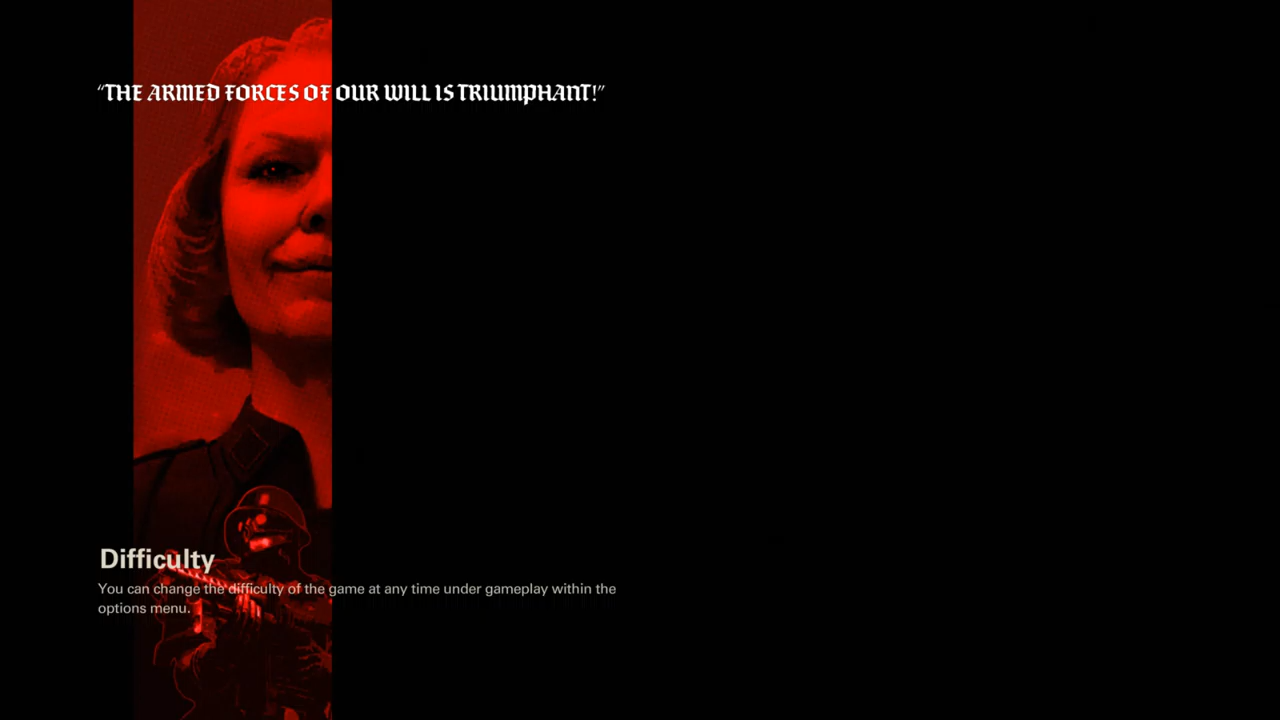 “THE ARMED FORCES OF OUR WILL IS TRIUMPHANT!”
Difficulty
You can change the difficulty of the game at any time under gameplay within the
options menu.